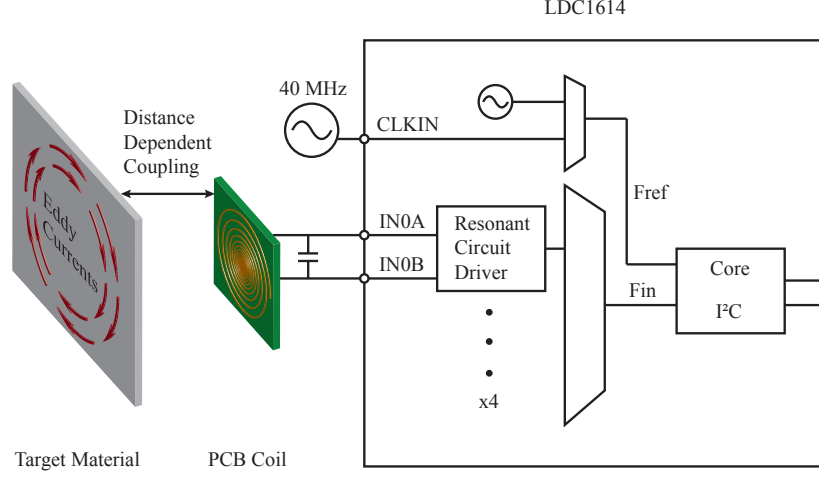 LDC1614
40 MHz
CLKIN
Distance
Dependent
Coupling
Eddy
Currents
Fref
IN0A
Resonant
Circuit
Driver
IN0B
Core
I²C
Fin
x4
Target Material
PCB Coil